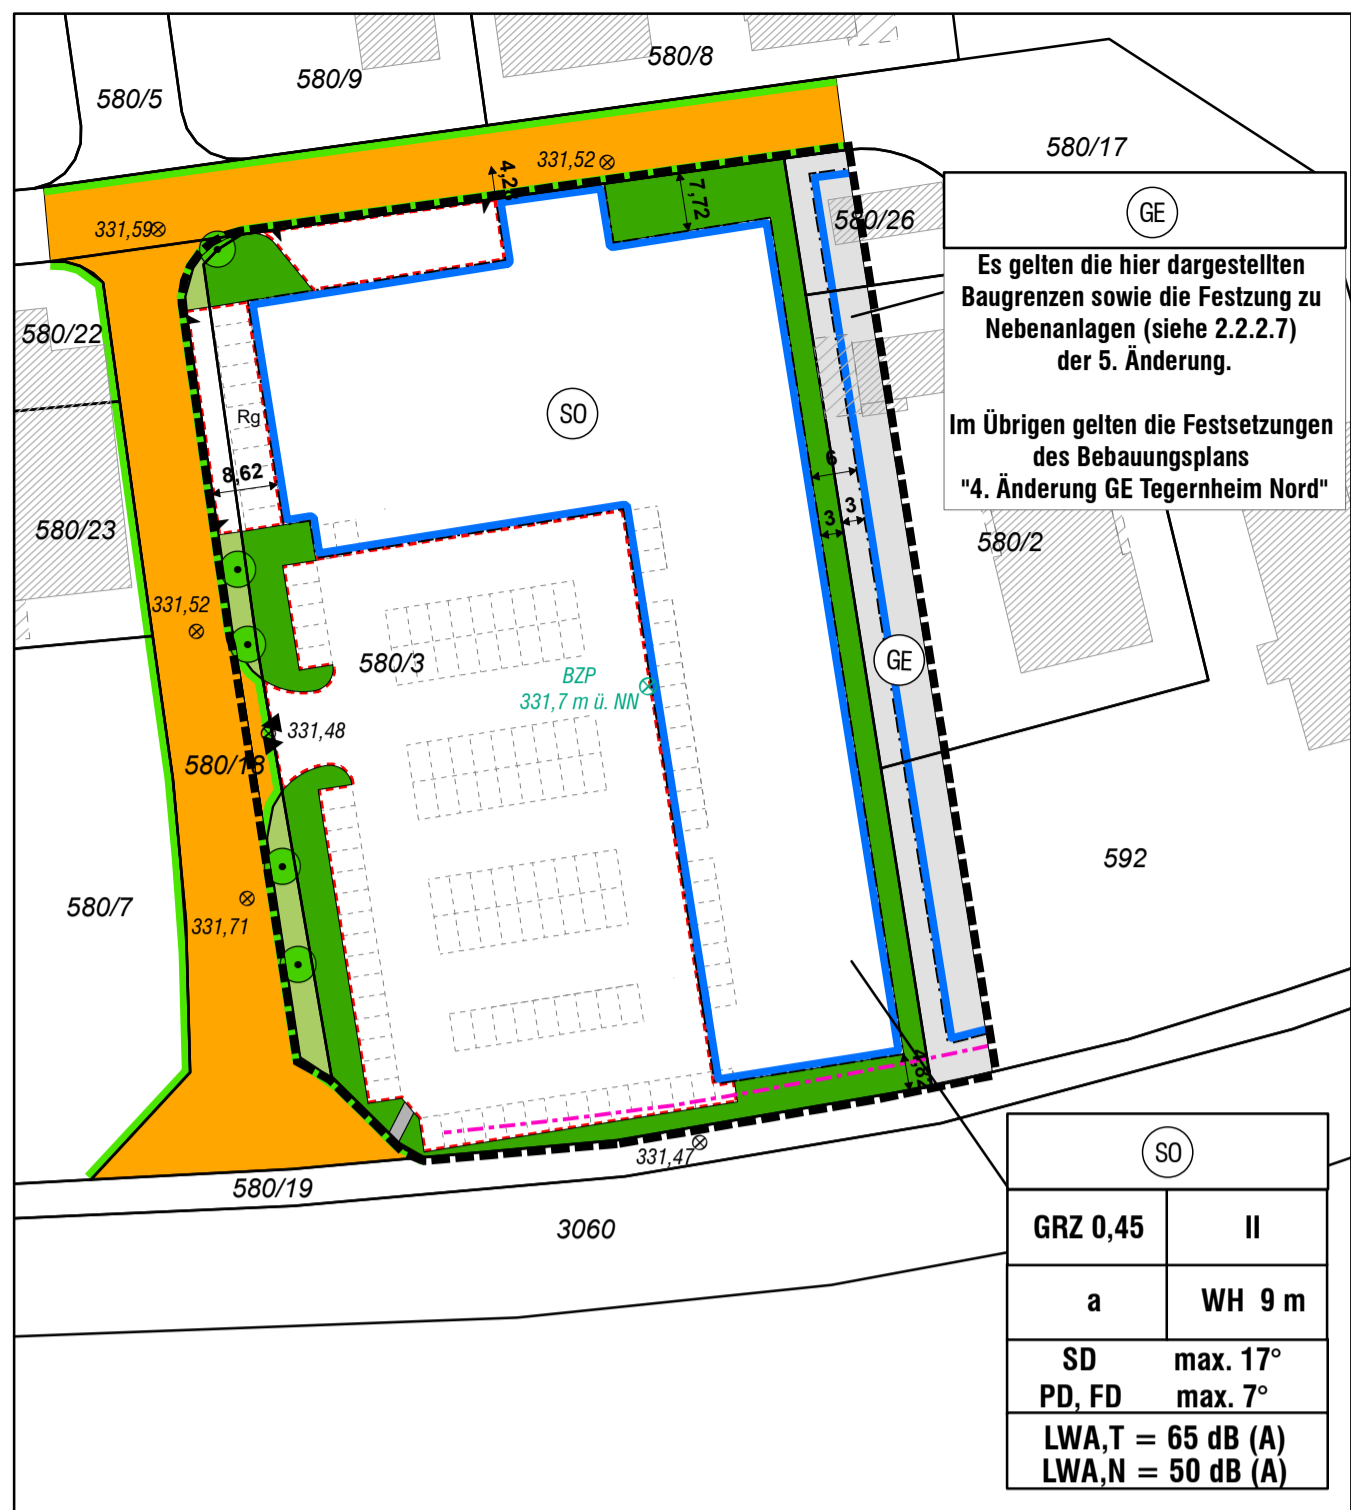 580/5
580/9
580/8
580/17
331,52
331,59
7,72
580/26
GE
Es gelten die hier dargestellten
Baugrenzen sowie die Festzung zu
Nebenanlagen (siehe 2.2.2.7)
der 5. Änderung.
Im Übrigen gelten die Festsetzungen
des Bebauungsplans
"4. Änderung GE Tegernheim Nord"
580/22
Rg
SO
8,62
6
3
3
580/23
580/2
331,52
580/3
BZP
331,7 m ü. NN
GE
331,48
580/18
592
580/7
331,71
4,82
331,47
580/19
3060
SO
GRZ 0,45
II
a
WH 9 m
SD max. 17°
PD, FD max. 7°
LWA,T = 65 dB (A)
LWA,N = 50 dB (A)